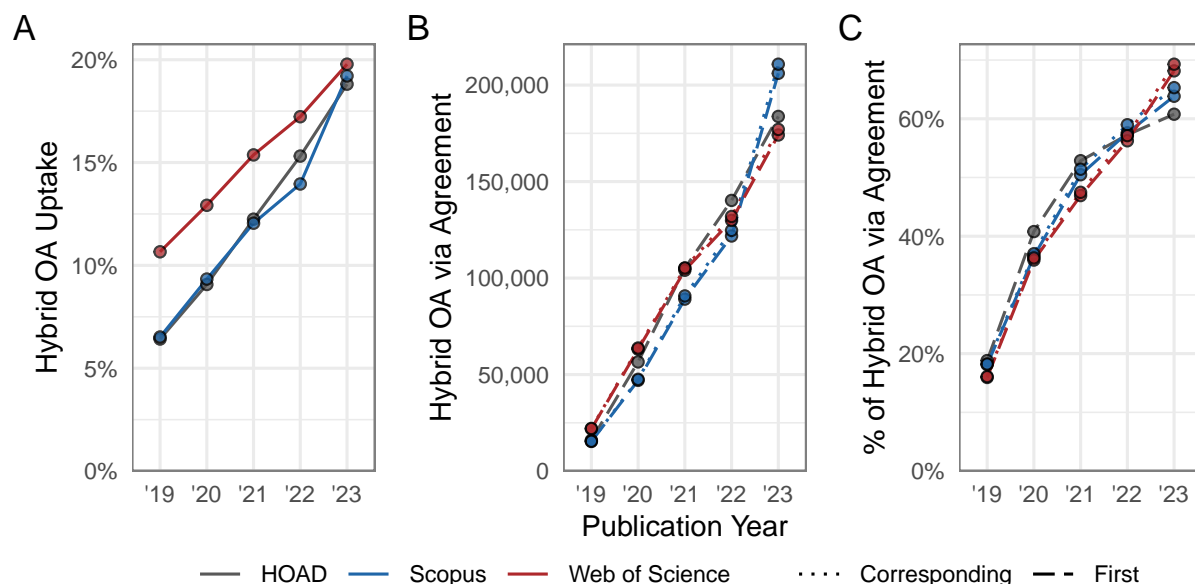 A
Hybrid OA Uptake
20%
15%
10%
5%
0%
'19 '20 '21 '22 '23
B
Hybrid OA via Agreement
200,000
150,000
100,000
50,000
0
'19 '20 '21 '22 '23
Publication Year
C
% of Hybrid OA via Agreement
60%
40%
20%
0%
'19 '20 '21 '22 '23
HOAD Scopus Web of Science Corresponding First